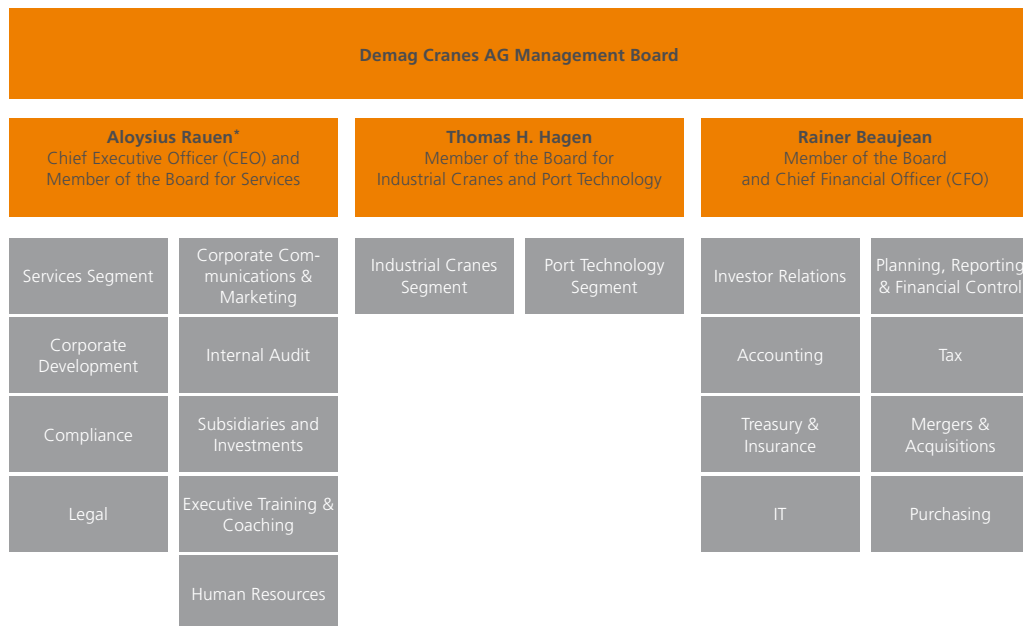 Demag Cranes AG Management Board
Aloysius Rauen*
Chief Executive Officer (CEO) and
Member of the Board for Services
Thomas H. Hagen
Member of the Board for
Industrial Cranes and Port Technology
Rainer Beaujean
Member of the Board
and Chief Financial Officer (CFO)
Services Segment
Corporate Com-
munications &
Marketing
Industrial Cranes
Segment
Port Technology
Segment
Investor Relations
Planning, Reporting
& Financial Control
Corporate
Development
Internal Audit
Accounting
Tax
Compliance
Subsidiaries and
Investments
Treasury &
Insurance
Mergers &
Acquisitions
Legal
Executive Training &
Coaching
IT
Purchasing
Human Resources